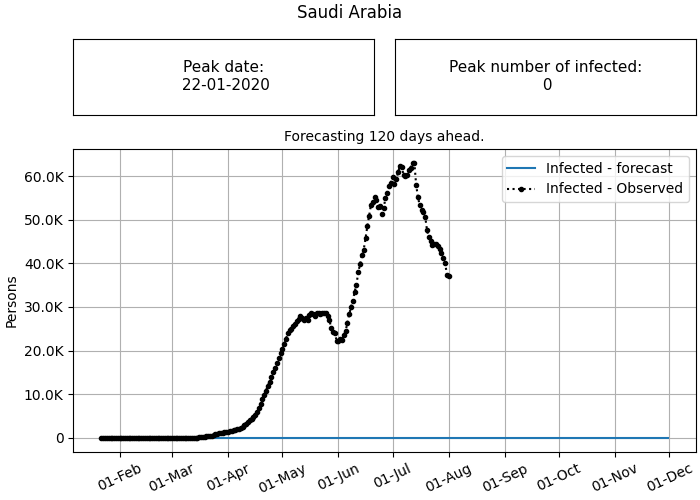 Saudi Arabia
Peak date:
22-01-2020
Peak number of infected:
0
Forecasting 120 days ahead.
Infected - forecast
Infected - Observed
Persons
60.0K
50.0K
40.0K
30.0K
20.0K
10.0K
0
01-Feb
01-Mar
01-Apr
01-May
01-Jun
01-Jul
01-Aug
01-Sep
01-Oct
01-Nov
01-Dec